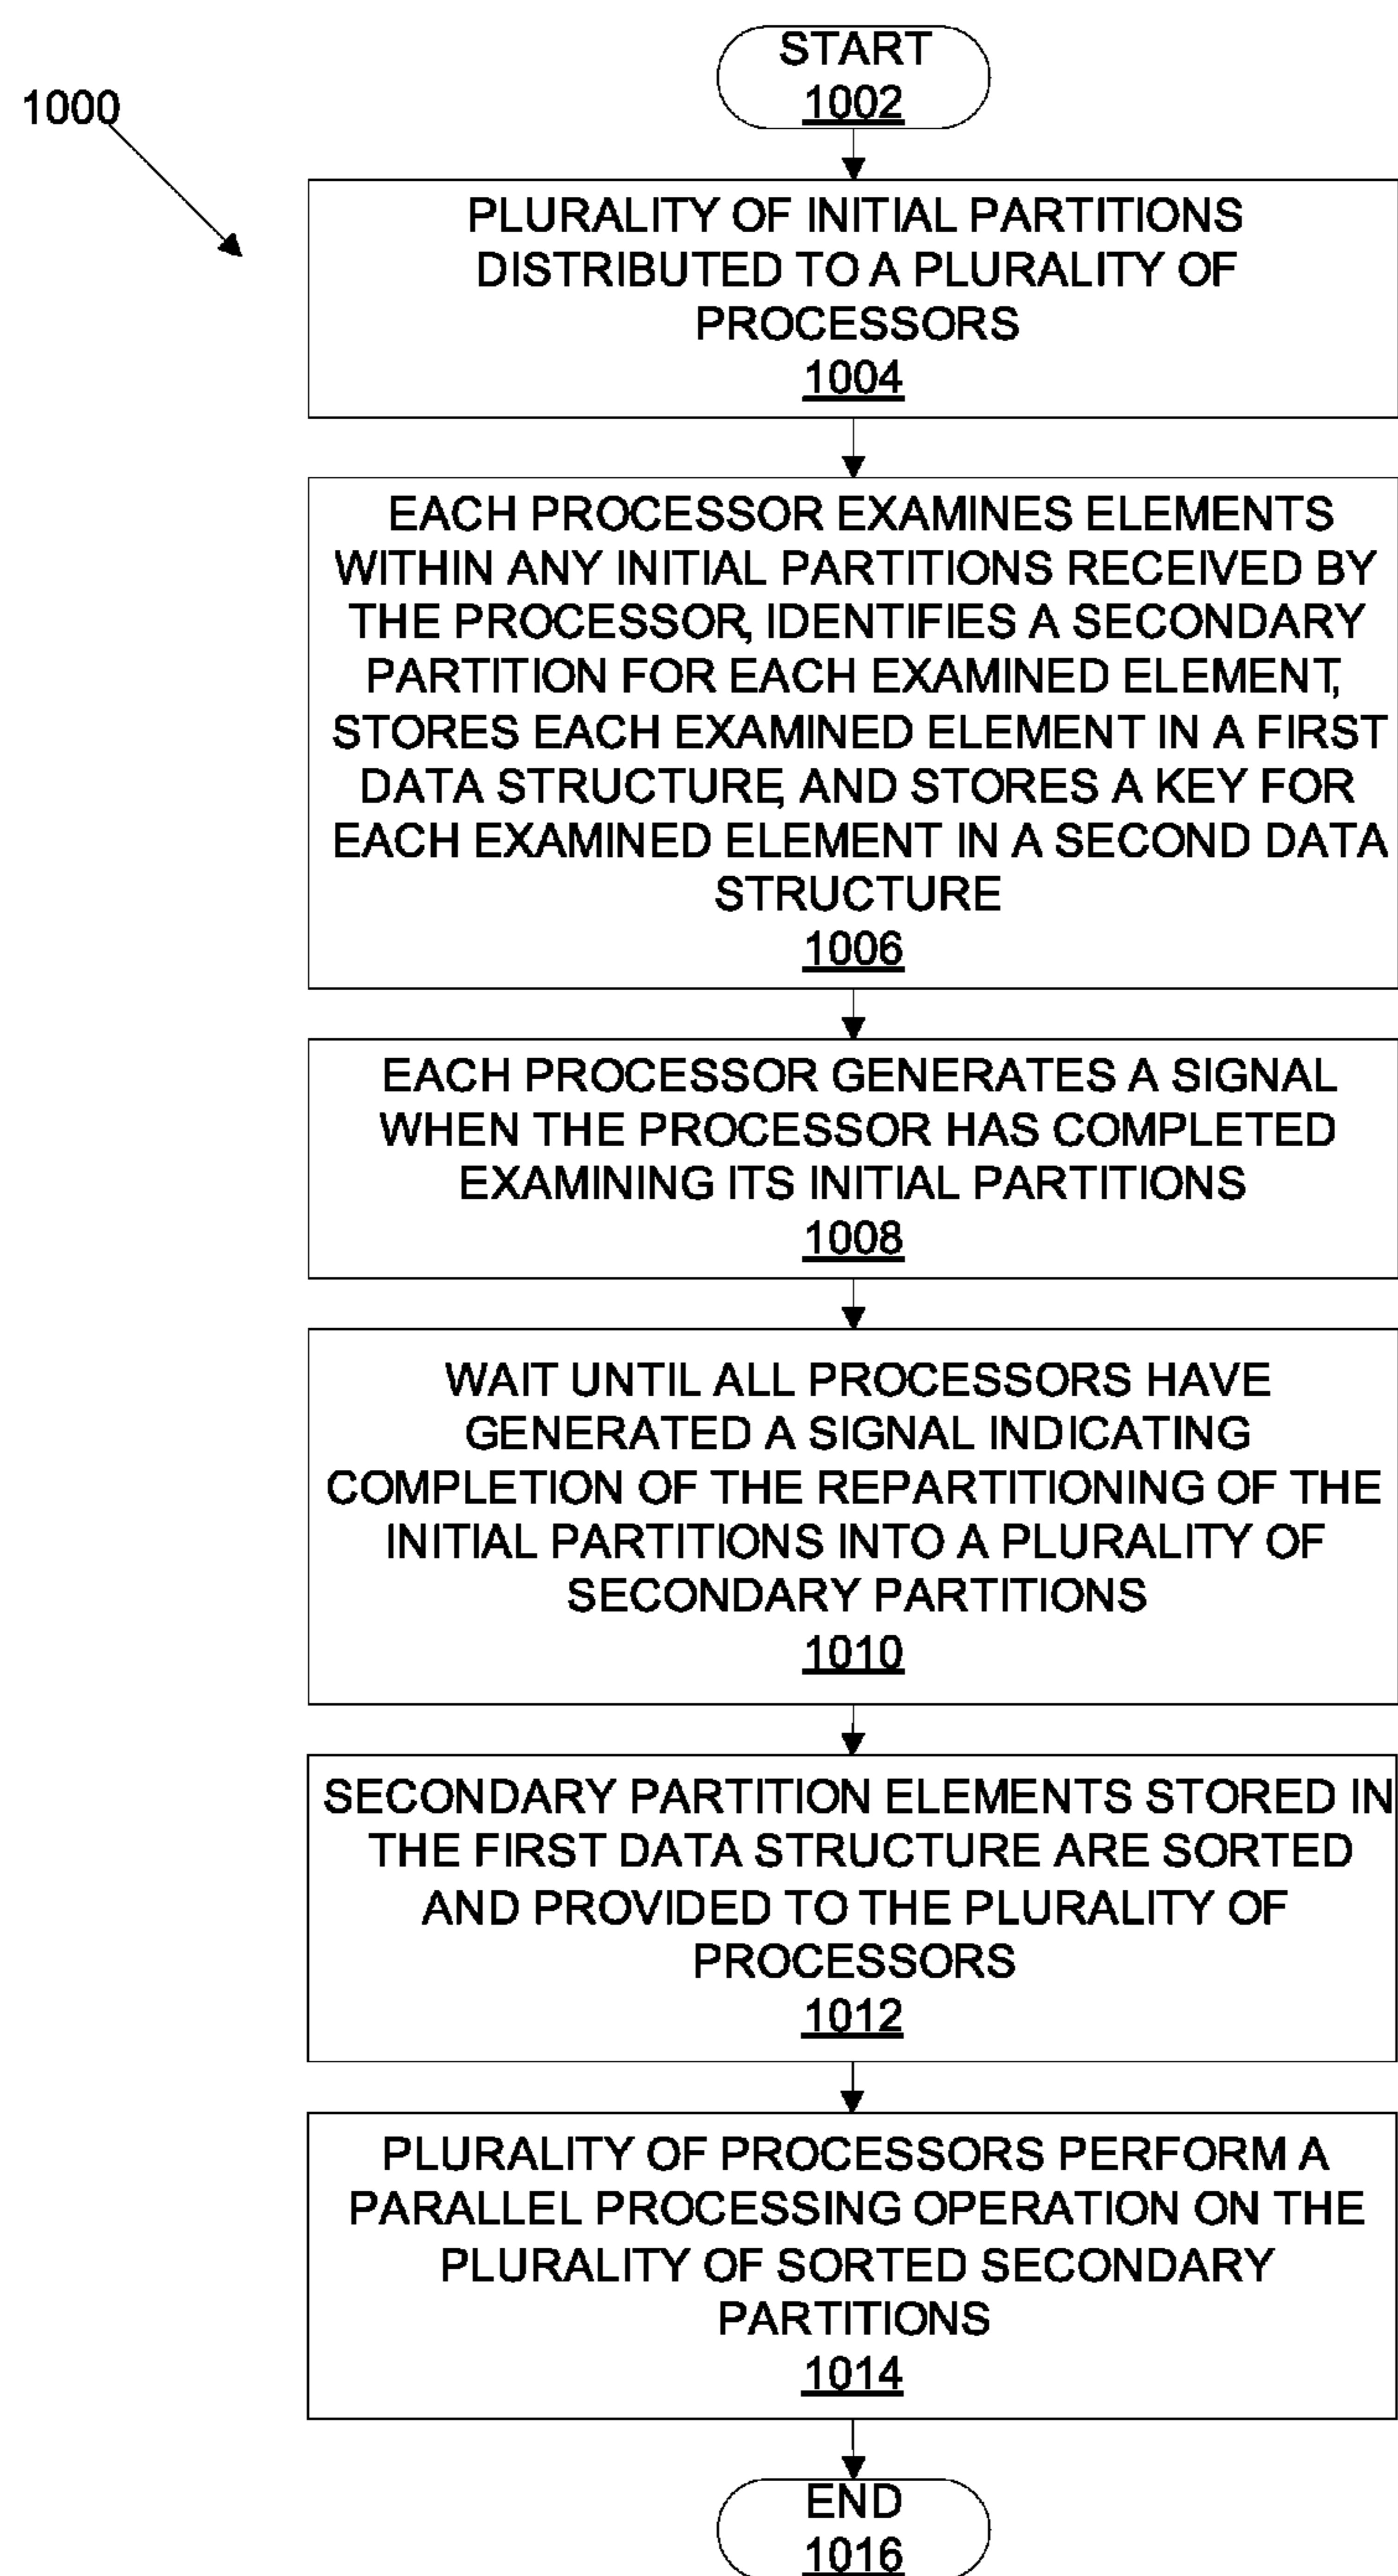 START
1002
1000
PLURALITY OF INITIAL PARTITIONS
DISTRIBUTED TO A PLURALITY OF
PROCESSORS
1004
EACH PROCESSOR EXAMINES ELEMENTS
WITHIN ANY INITIAL PARTITIONS RECEIVED BY
THE PROCESSOR, IDENTIFIES A SECONDARY
PARTITION FOR EACH EXAMINED ELEMENT,
STORES EACH EXAMINED ELEMENT IN A FIRST
DATA STRUCTURE, AND STORES A KEY FOR
EACH EXAMINED ELEMENT IN A SECOND DATA
STRUCTURE
1006
EACH PROCESSOR GENERATES A SIGNAL
WHEN THE PROCESSOR HAS COMPLETED
EXAMINING ITS INITIAL PARTITIONS
1008
WAIT UNTIL ALL PROCESSORS HAVE
GENERATED A SIGNAL INDICATING
COMPLETION OF THE REPARTITIONING OF THE
INITIAL PARTITIONS INTO A PLURALITY OF
SECONDARY PARTITIONS
1010
SECONDARY PARTITION ELEMENTS STORED IN
THE FIRST DATA STRUCTURE ARE SORTED
AND PROVIDED TO THE PLURALITY OF
PROCESSORS
1012
PLURALITY OF PROCESSORS PERFORM A
PARALLEL PROCESSING OPERATION ON THE
PLURALITY OF SORTED SECONDARY
PARTITIONS
1014
END
1016